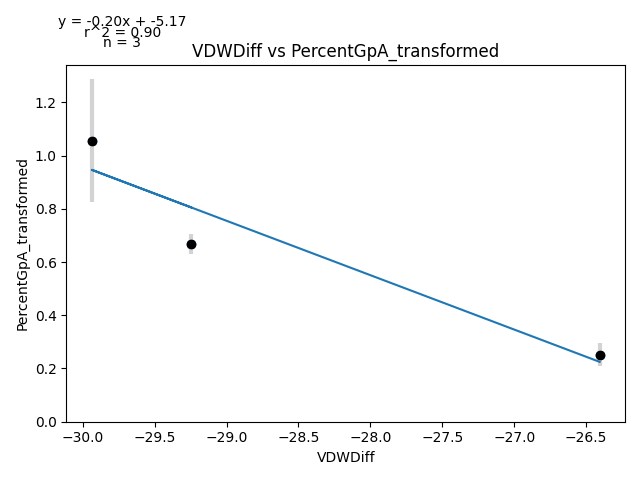 y = -0.20x + -5.17
r^2 = 0.90
n = 3
VDWDiff vs PercentGpA_transformed
PercentGpA_transformed
1.2
1.0
0.8
0.6
0.4
0.2
0.0
−30.0 −29.5 −29.0 −28.5 −28.0 −27.5 −27.0 −26.5
VDWDiff